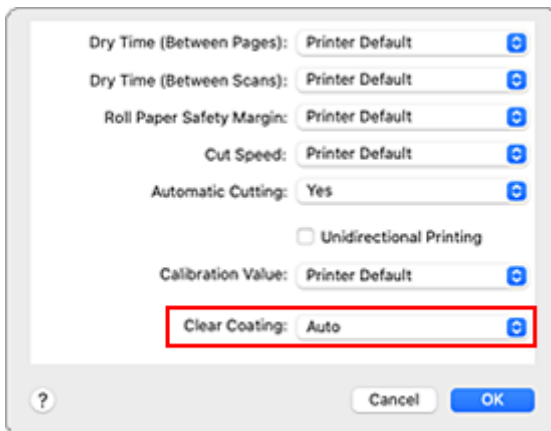 Dry Time (Between Pages): Printer Default
Dry Time (Between Scans): Printer Default
Roll Paper Safety Margin: Printer Default
Cut Speed: Printer Default
Automatic Cutting: Yes
Unidirectional Printing
Calibration Value: Printer Default
Clear Coating: Auto
? Cancel OK